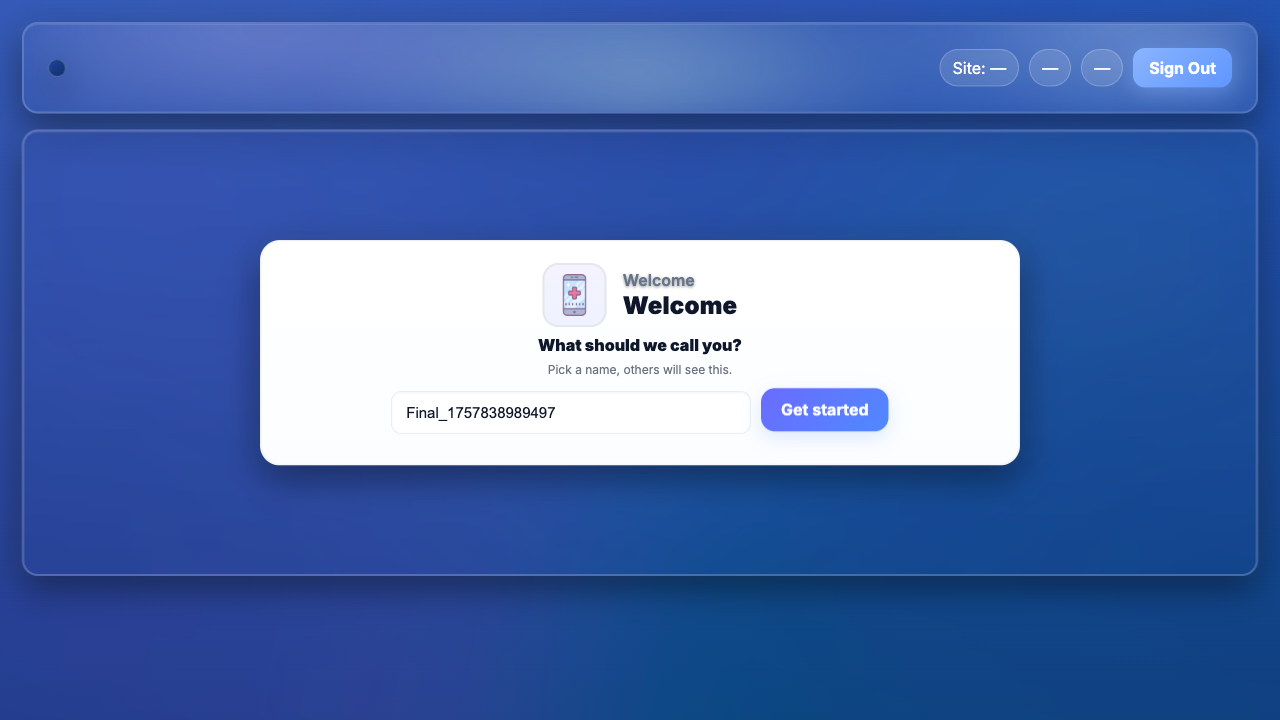 Site: —
—
—
Sign Out
Welcome
Welcome
What should we call you?
Pick a name, others will see this.
Final_1757838989497
Get started